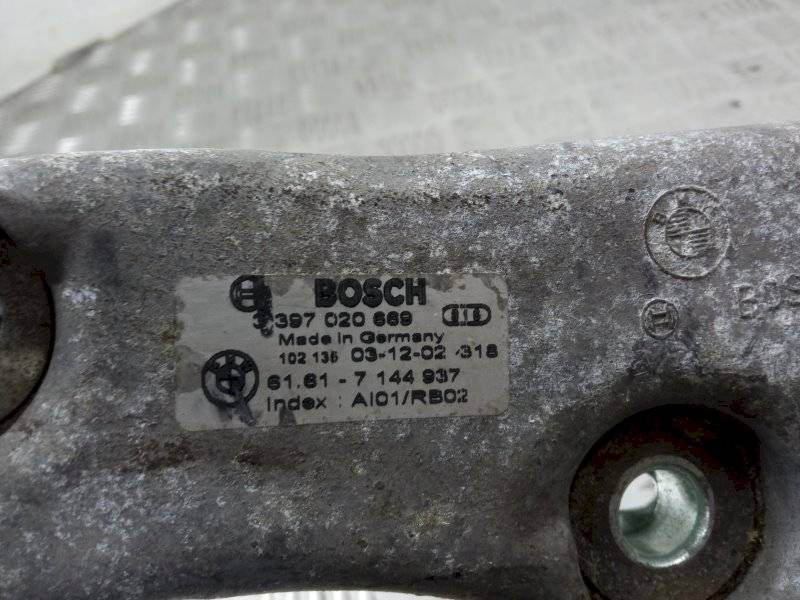 BOSCH
397 020 669
Made in Germany
102 136 03-12-02 318
61.61 - 7 144 937
Index : AI01/RB02